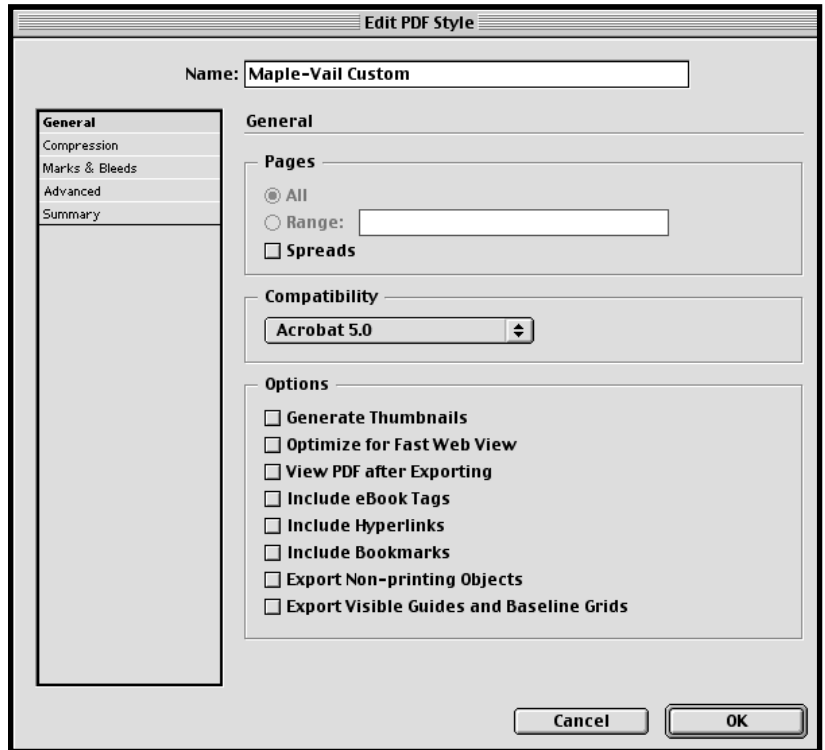 Edit PDF Style
Name: Maple-Vail Custom
General
Compression
Marks & Bleeds
Advanced
Summary
General
Pages
All
Range:
Spreads
Compatibility
Acrobat 5.0
Options
Generate Thumbnails
Optimize for Fast Web View
View PDF after Exporting
Include eBook Tags
Include Hyperlinks
Include Bookmarks
Export Non-printing Objects
Export Visible Guides and Baseline Grids
Cancel OK